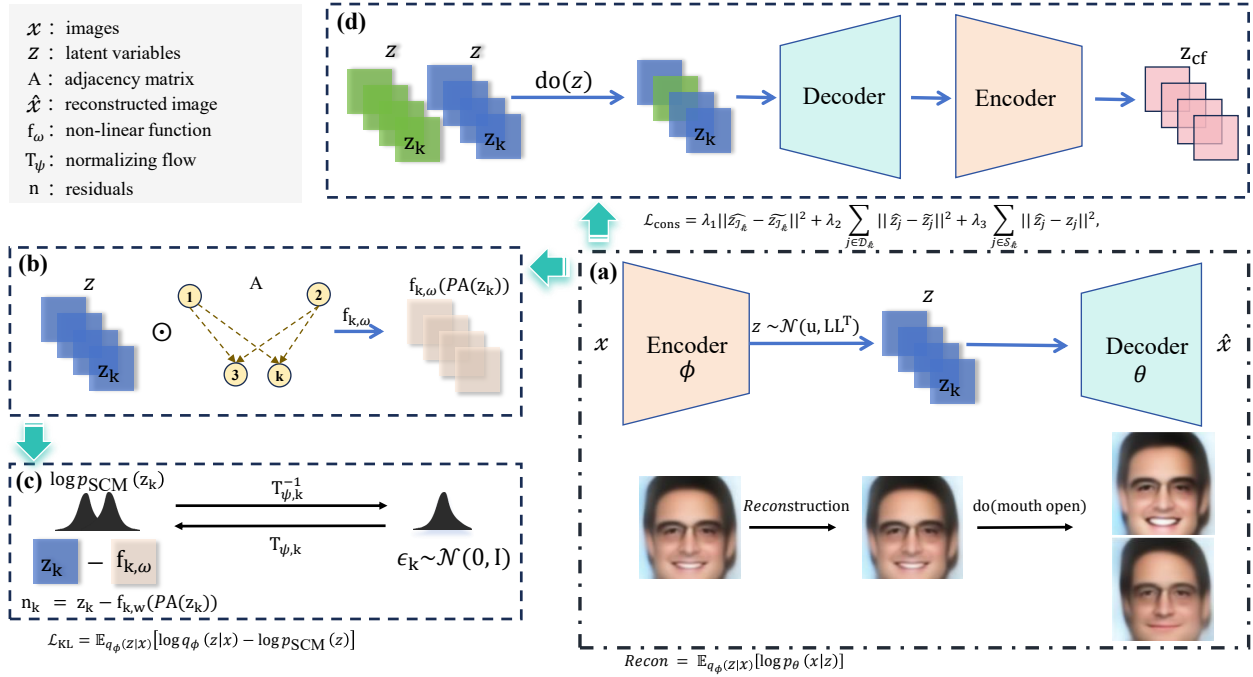 x : images
z : latent variables
A : adjacency matrix
x̂ : reconstructed image
f_ω : non-linear function
T_ψ : normalizing flow
n : residuals
(d)
z z
z_k z_k
do(z)
z_k
Decoder
Encoder
z_cf
ℒ_cons = λ_1||ẑ_{ℐ_𝓀} − z̃_{ℐ_𝓀}||² + λ_2 ∑_{j∈𝒟_𝓀} ||ẑ_j − z̃_j||² + λ_3 ∑_{j∈𝒮_𝓀} ||ẑ_j − z_j||²,
(b)
z
z_k
⊙
A
1 2
3 k
f_{k,ω}
f_{k,ω}(PA(z_k))
(a)
x
Encoder
ϕ
z ~𝒩(u, LL^T)
z
z_k
Decoder
θ
x̂
Reconstruction
do(mouth open)
Recon = 𝔼_{q_ϕ(z|x)}[log p_θ (x|z)]
(c)
log p_SCM (z_k)
T_{ψ,k}^{−1}
T_{ψ,k}
z_k − f_{k,ω}
ϵ_k~𝒩(0, I)
n_k = z_k − f_{k,w}(PA(z_k))
ℒ_KL = 𝔼_{q_ϕ(z|x)}[log q_ϕ (z|x) − log p_SCM (z)]